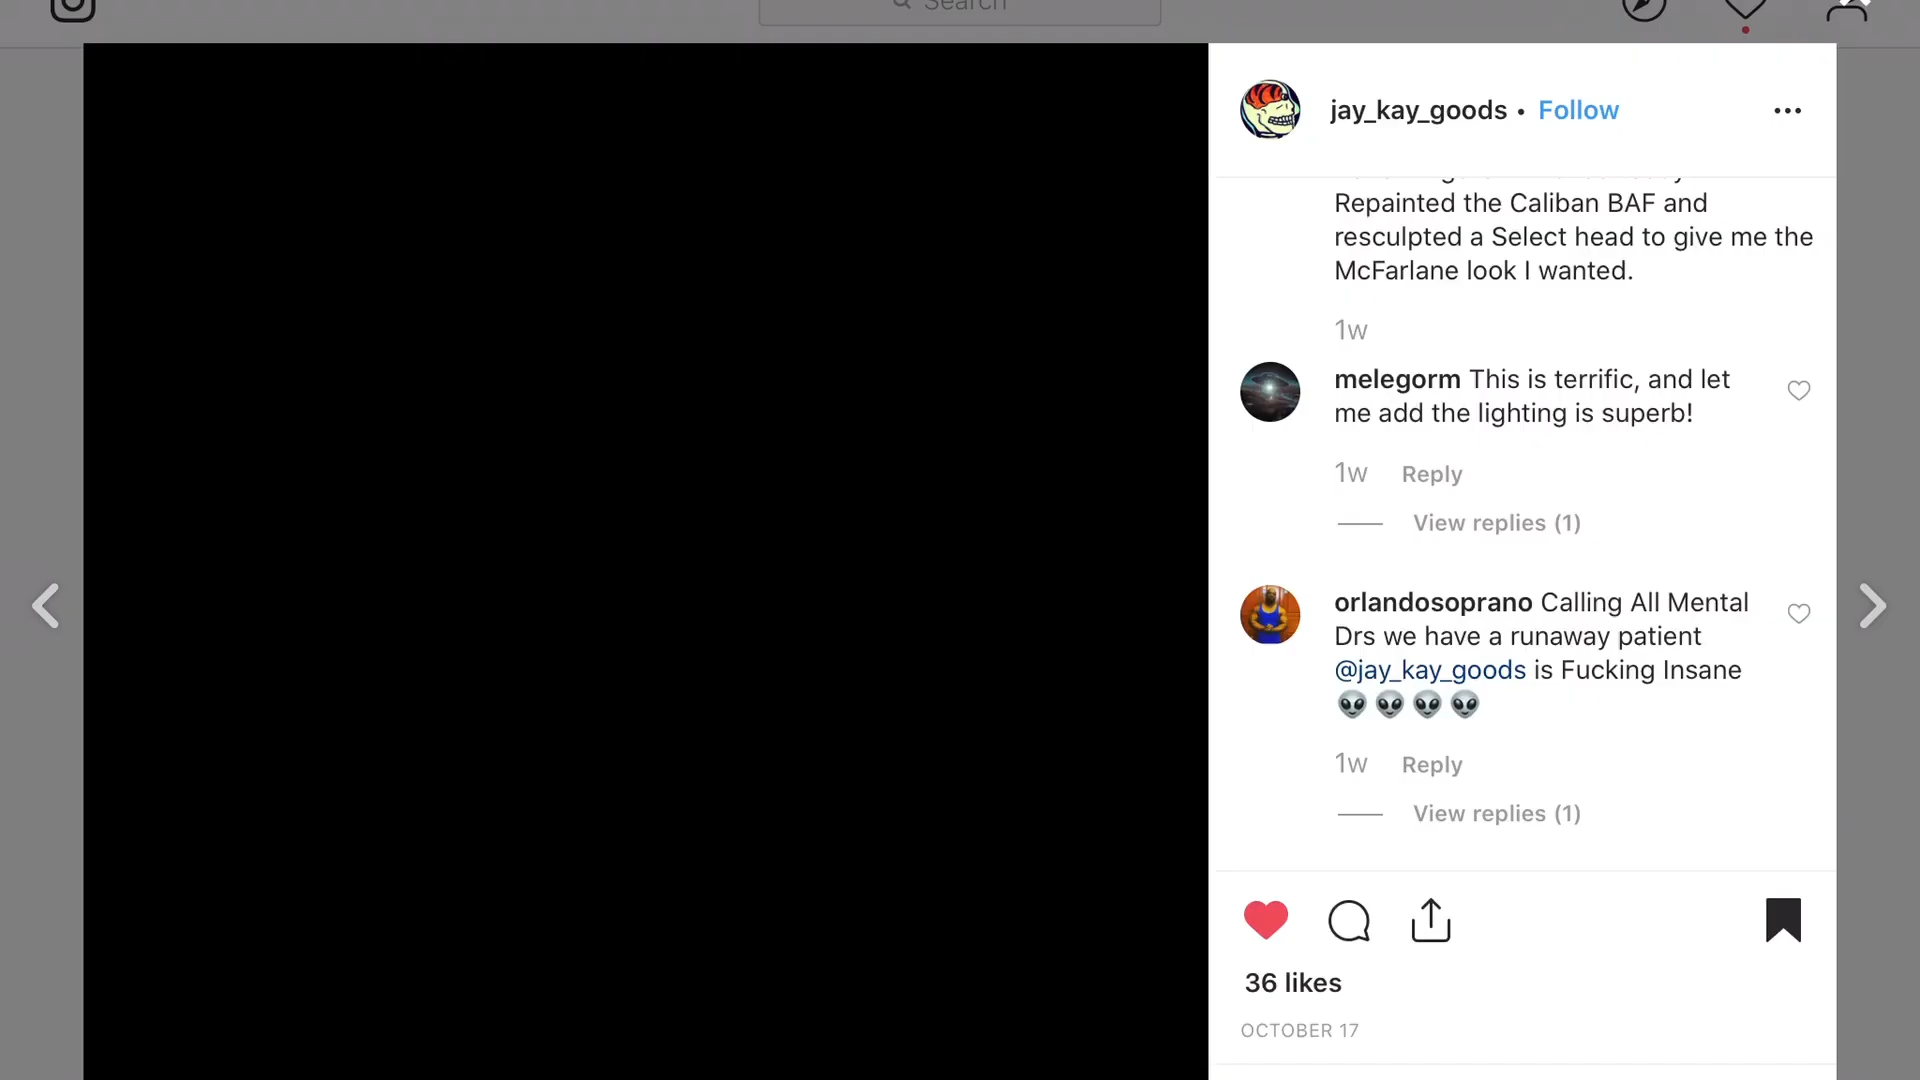 Search
jay_kay_goods • Follow
Repainted the Caliban BAF and
resculpted a Select head to give me the
McFarlane look I wanted.
1w
melegorm This is terrific, and let
me add the lighting is superb!
1w Reply
View replies (1)
orlandosoprano Calling All Mental
Drs we have a runaway patient
@jay_kay_goods is Fucking Insane
👽👽👽👽
1w Reply
View replies (1)
36 likes
OCTOBER 17